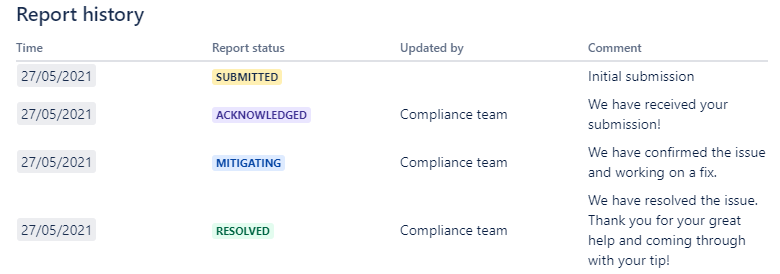 Report history
Time Report status Updated by Comment
27/05/2021 SUBMITTED Initial submission
27/05/2021 ACKNOWLEDGED Compliance team We have received your
submission!
27/05/2021 MITIGATING Compliance team We have confirmed the issue
and working on a fix.
27/05/2021 RESOLVED Compliance team We have resolved the issue.
Thank you for your great
help and coming through
with your tip!